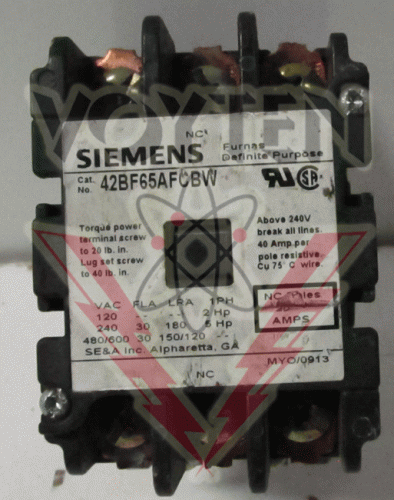 VOYTEN
NC
SIEMENS
Furnas
Definite Purpose
Cat.
No. 42BF65AFCBW
Torque power
terminal screw
to 20 lb. in.
Lug set screw
to 40 lb. in.
Above 240V
break all lines.
40 Amp. per
pole resistive.
Cu 75°C wire.
VAC FLA LRA 1PH
120 -- -- 2 Hp
240 30 180 5 Hp
480/600 30 150/120 ---
SE&A Inc. Alpharetta, GA
NC Poles
AMPS
MYO/0913
NC